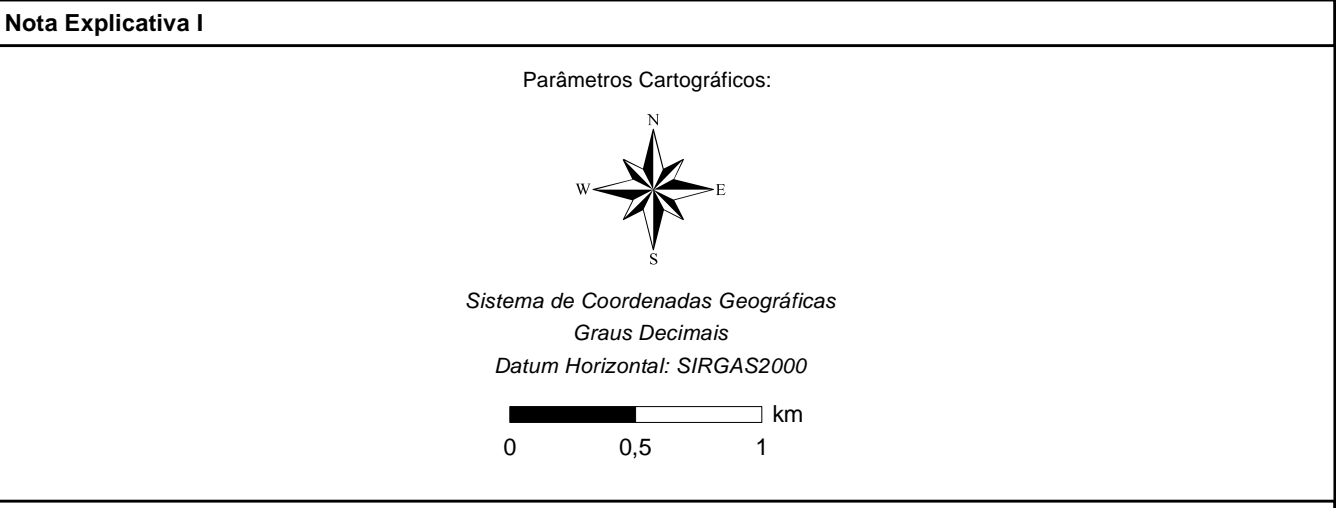 Nota Explicativa I
Parâmetros Cartográficos:
N
W E
S
Sistema de Coordenadas Geográficas
Graus Decimais
Datum Horizontal: SIRGAS2000
km
0 0,5 1